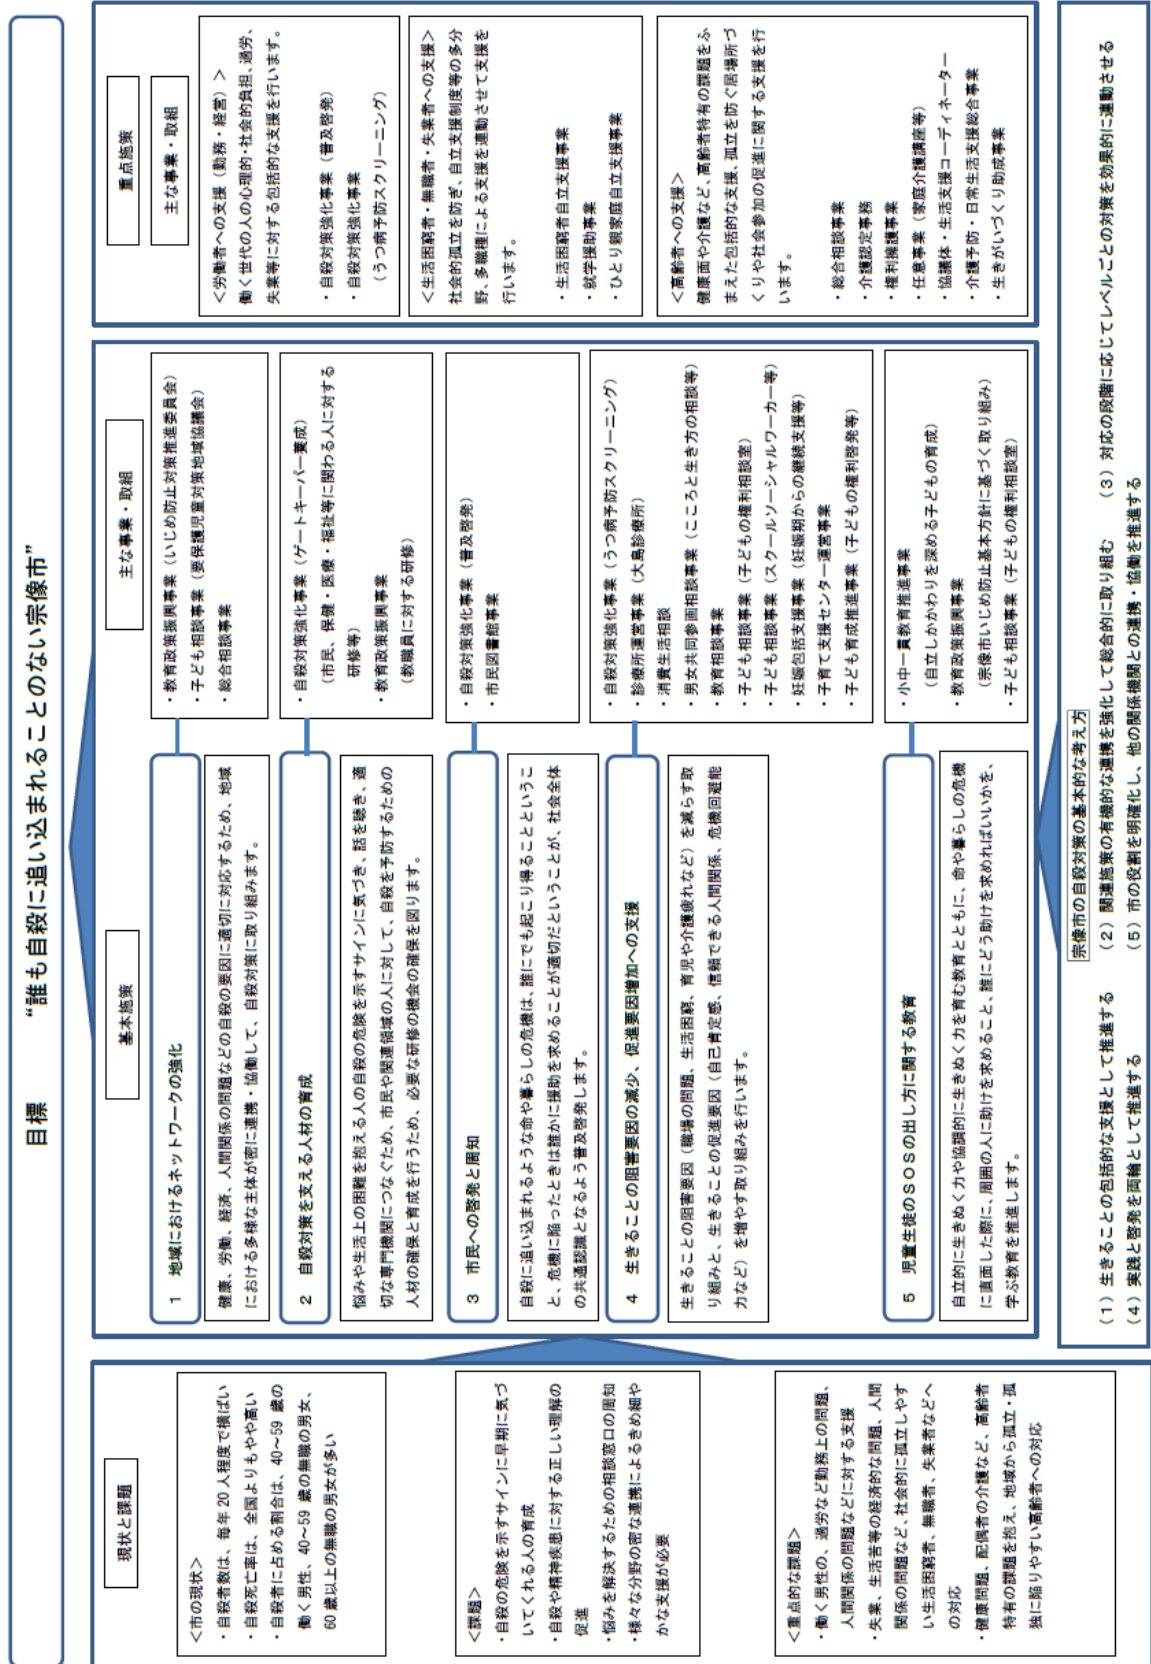 目標　“誰も自殺に追い込まれることのない宗像市”
現状と課題
＜市の現状＞
・自殺者数は、毎年20人程度で横ばい
・自殺死亡率は、全国よりもやや高い
・自殺者に占める割合は、40～59歳の
働く男性、40～59歳の無職の男女、
60歳以上の無職の男女が多い
＜課題＞
・自殺の危険を示すサインに早期に気づ
いてくれる人の育成
・自殺や精神疾患に対する正しい理解の
促進
・悩みを解決するための相談窓口の周知
・様々な分野の密な連携によるきめ細や
かな支援が必要
＜重点的な課題＞
・働く男性の、過労など勤務上の問題、
人間関係の問題などに対する支援
・失業、生活苦等の経済的な問題、人間
関係の問題など、社会的に孤立しやす
い生活困窮者、無職者、失業者などへ
の対応
・健康問題、配偶者の介護など、高齢者
特有の課題を抱え、地域から孤立・孤
独に陥りやすい高齢者への対応
基本施策
1　地域におけるネットワークの強化
健康、労働、経済、人間関係の問題などの自殺の要因に適切に対応するため、地域
における多様な主体が密に連携・協働して、自殺対策に取り組みます。
2　自殺対策を支える人材の育成
悩みや生活上の困難を抱える人の自殺の危険を示すサインに気づき、話を聴き、適
切な専門機関につなぐため、市民や関連領域の人に対して、自殺を予防するための
人材の確保と育成を行うため、必要な研修の機会の確保を図ります。
3　市民への啓発と周知
自殺に追い込まれるような命や暮らしの危機は、誰にでも起こり得ることというこ
と、危機に陥ったときは誰かに援助を求めることが適切だということが、社会全体
の共通認識となるよう普及啓発します。
4　生きることの阻害要因の減少、促進要因増加への支援
生きることの阻害要因（職場の問題、生活困窮、育児や介護疲れなど）を減らす取
り組みと、生きることの促進要因（自己肯定感、信頼できる人間関係、危機回避能
力など）を増やす取り組みを行います。
5　児童生徒のSOSの出し方に関する教育
自立的に生きぬく力や協調的に生きぬく力を育む教育とともに、命や暮らしの危機
に直面した際に、周囲の人に助けを求めること、誰にどう助けを求めればいいかを、
学ぶ教育を推進します。
主な事業・取組
・教育政策振興事業（いじめ防止対策推進委員会）
・子ども相談事業（要保護児童対策地域協議会）
・総合相談事業
・自殺対策強化事業（ゲートキーパー養成）
（市民、保健・医療・福祉等に関わる人に対する
研修等）
・教育政策振興事業
（教職員に対する研修）
・自殺対策強化事業（普及啓発）
・市民図書館事業
・自殺対策強化事業（うつ病予防スクリーニング）
・診療所運営事業（大島診療所）
・消費生活相談
・男女共同参画相談事業（こころと生き方の相談等）
・教育相談事業
・子ども相談事業（子どもの権利相談室）
・子ども相談事業（スクールソーシャルワーカー等）
・妊娠包括支援事業（妊娠期からの継続支援等）
・子育て支援センター運営事業
・子ども育成推進事業（子どもの権利啓発等）
・小中一貫教育推進事業
（自立しかかわりを深める子どもの育成）
・教育政策振興事業
（宗像市いじめ防止基本方針に基づく取り組み）
・子ども相談事業（子どもの権利相談室）
重点施策
主な事業・取組
＜労働者への支援（勤務・経営）＞
働く世代の人の心理的・社会的負担、過労、
失業等に対する包括的な支援を行います。
・自殺対策強化事業（普及啓発）
・自殺対策強化事業
（うつ病予防スクリーニング）
＜生活困窮者・無職者・失業者への支援＞
社会的孤立を防ぎ、自立支援制度等の多分
野、多職種による支援を連動させて支援を
行います。
・生活困窮者自立支援事業
・就学援助事業
・ひとり親家庭自立支援事業
＜高齢者への支援＞
健康面や介護など、高齢者特有の課題をふ
まえた包括的な支援、孤立を防ぐ居場所づ
くりや社会参加の促進に関する支援を行
います。
・総合相談事業
・介護認定事務
・権利擁護事業
・任意事業（家庭介護講座等）
・協議体・生活支援コーディネーター
・介護予防・日常生活支援総合事業
・生きがいづくり助成事業
宗像市の自殺対策の基本的な考え方
（1）生きることの包括的な支援として推進する　（2）関連施策の有機的な連携を強化して総合的に取り組む　（3）対応の段階に応じてレベルごとの対策を効果的に連動させる
（4）実践と啓発を両輪として推進する　（5）市の役割を明確化し、他の関係機関との連携・協働を推進する